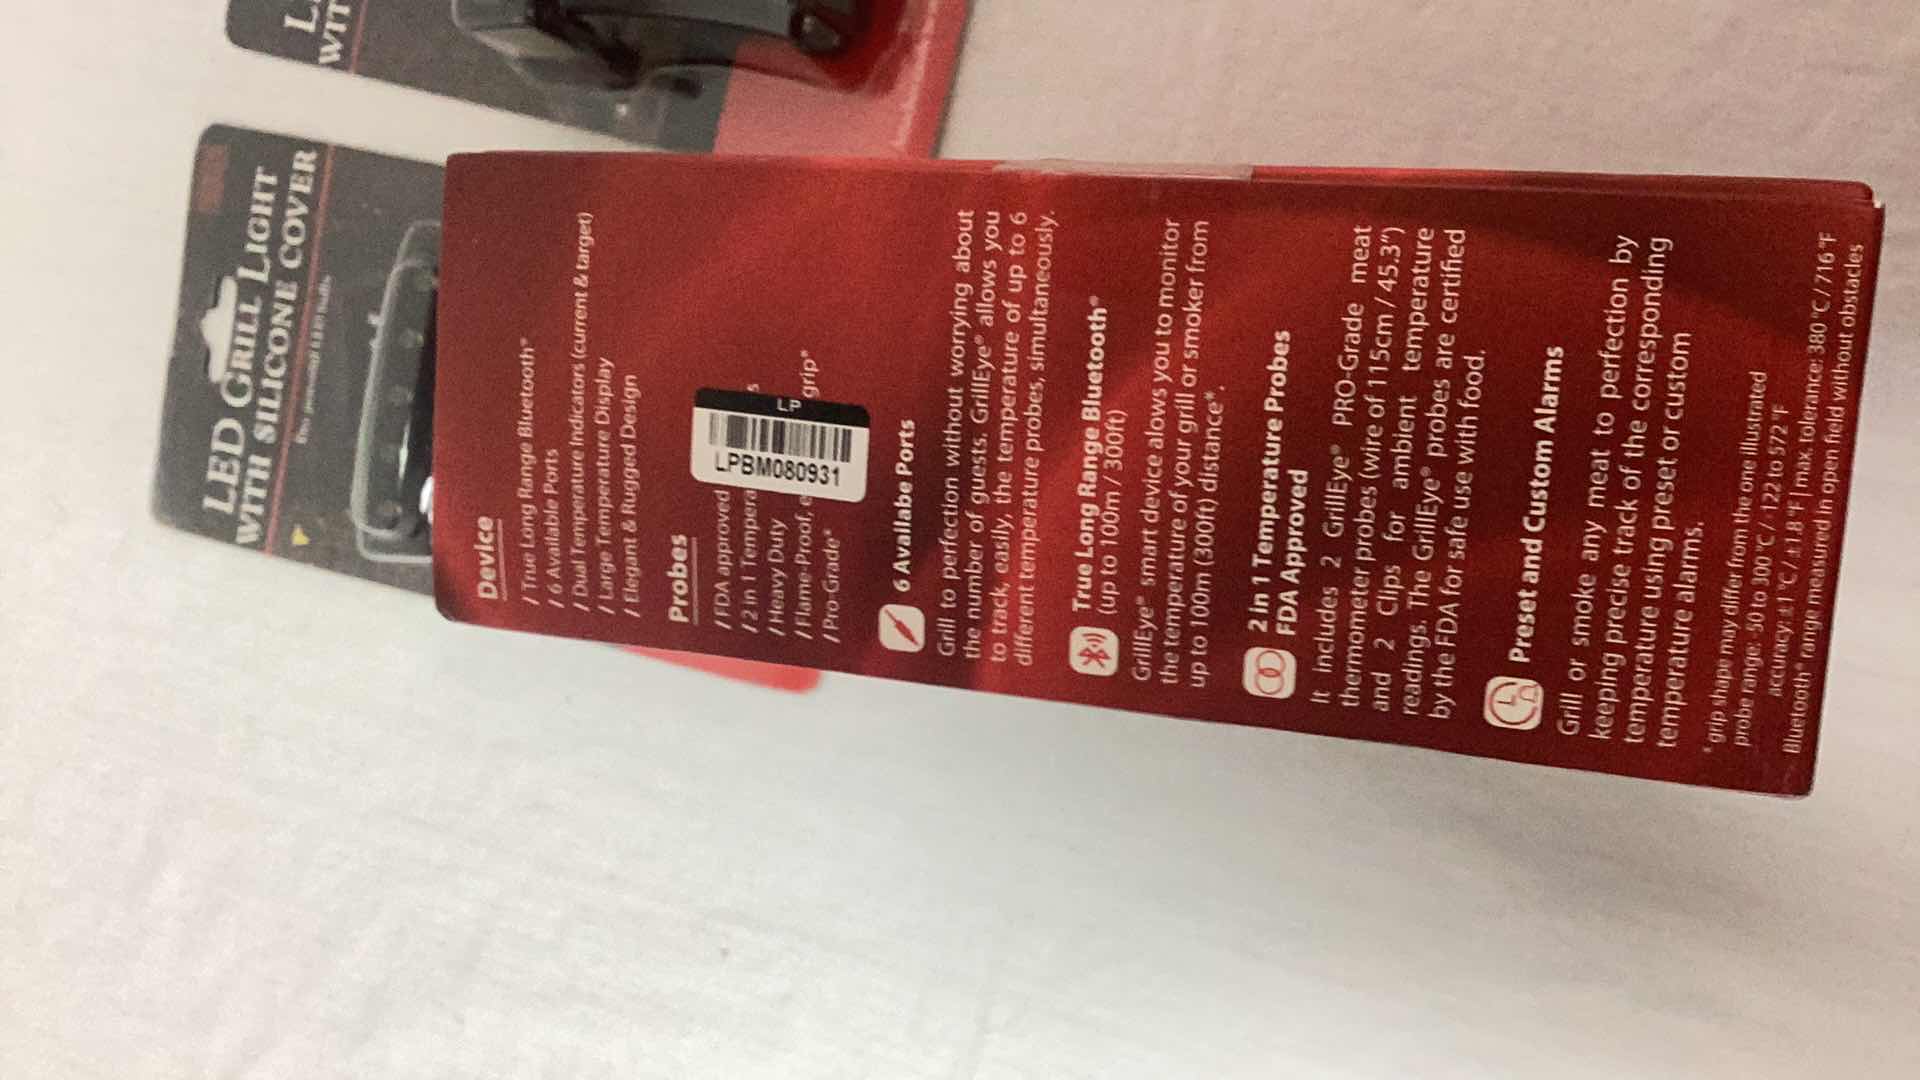 LED GRILL LIGHT
WITH SILICONE COVER
Device
/ True Long Range Bluetooth®
/ 6 Available Ports
/ Dual Temperature Indicators (current & target)
/ Large Temperature Display
/ Elegant & Rugged Design
Probes
/ FDA approved
/ 2 in 1 Tempera s
/ Heavy Duty
/ Flame-Proof, e grip*
/ Pro-Grade*
LP
LPBM080931
6 Availabe Ports
Grill to perfection without worrying about
the number of guests. GrillEye® allows you
to track, easily, the temperature of up to 6
different temperature probes, simultaneously.
True Long Range Bluetooth®
(up to 100m / 300ft)
GrillEye® smart device allows you to monitor
the temperature of your grill or smoker from
up to 100m (300ft) distance*.
2 in 1 Temperature Probes
FDA Approved
It includes 2 GrillEye® PRO-Grade meat
thermometer probes (wire of 115cm / 45.3")
and 2 Clips for ambient temperature
readings. The GrillEye® probes are certified
by the FDA for safe use with food.
Preset and Custom Alarms
Grill or smoke any meat to perfection by
keeping precise track of the corresponding
temperature using preset or custom
temperature alarms.
*grip shape may differ from the one illustrated
probe range: -50 to 300 °C / -122 to 572 °F
accuracy: ±1 °C / ±1.8 °F | max. tolerance: 380 °C / 716 °F
Bluetooth® range measured in open field without obstacles